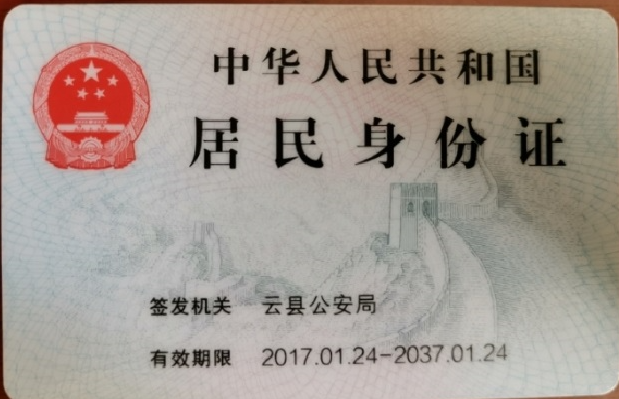 中华人民共和国
居民身份证
签发机关 云县公安局
有效期限 2017.01.24-2037.01.24